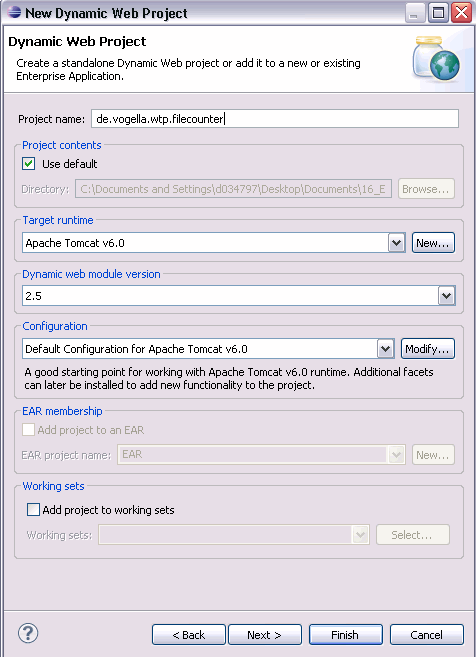 New Dynamic Web Project
Dynamic Web Project
Create a standalone Dynamic Web project or add it to a new or existing
Enterprise Application.
Project name: de.vogella.wtp.filecounter
Project contents
Use default
Directory: C:\Documents and Settings\d034797\Desktop\Documents\16_E Browse...
Target runtime
Apache Tomcat v6.0 New...
Dynamic web module version
2.5
Configuration
Default Configuration for Apache Tomcat v6.0 Modify...
A good starting point for working with Apache Tomcat v6.0 runtime. Additional facets
can later be installed to add new functionality to the project.
EAR membership
Add project to an EAR
EAR project name: EAR New...
Working sets
Add project to working sets
Working sets: Select...
? < Back Next > Finish Cancel